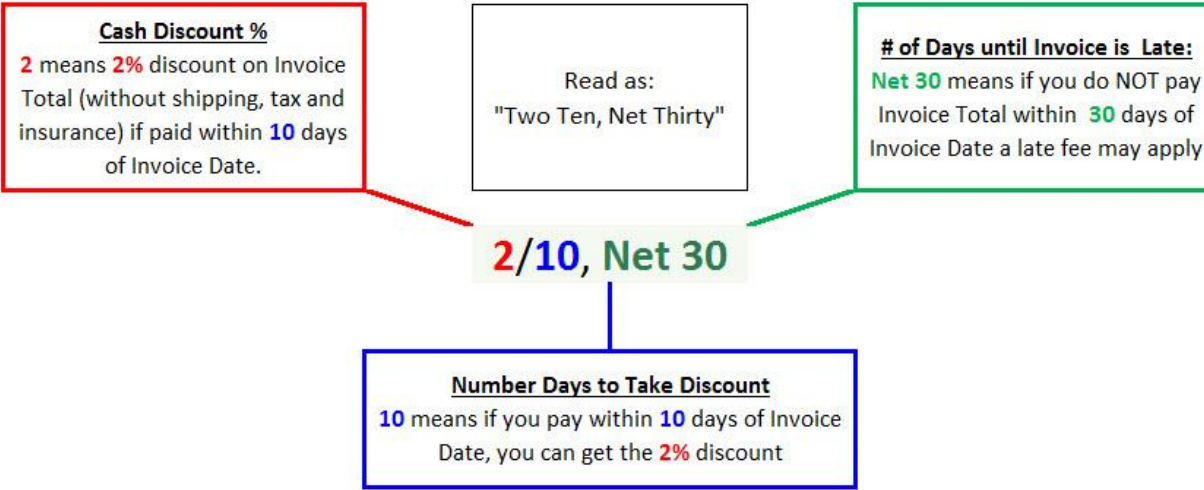 Cash Discount %
2 means 2% discount on Invoice
Total (without shipping, tax and
insurance) if paid within 10 days
of Invoice Date.
Read as:
"Two Ten, Net Thirty"
# of Days until Invoice is Late:
Net 30 means if you do NOT pay
Invoice Total within 30 days of
Invoice Date a late fee may apply
2/10, Net 30
Number Days to Take Discount
10 means if you pay within 10 days of Invoice
Date, you can get the 2% discount